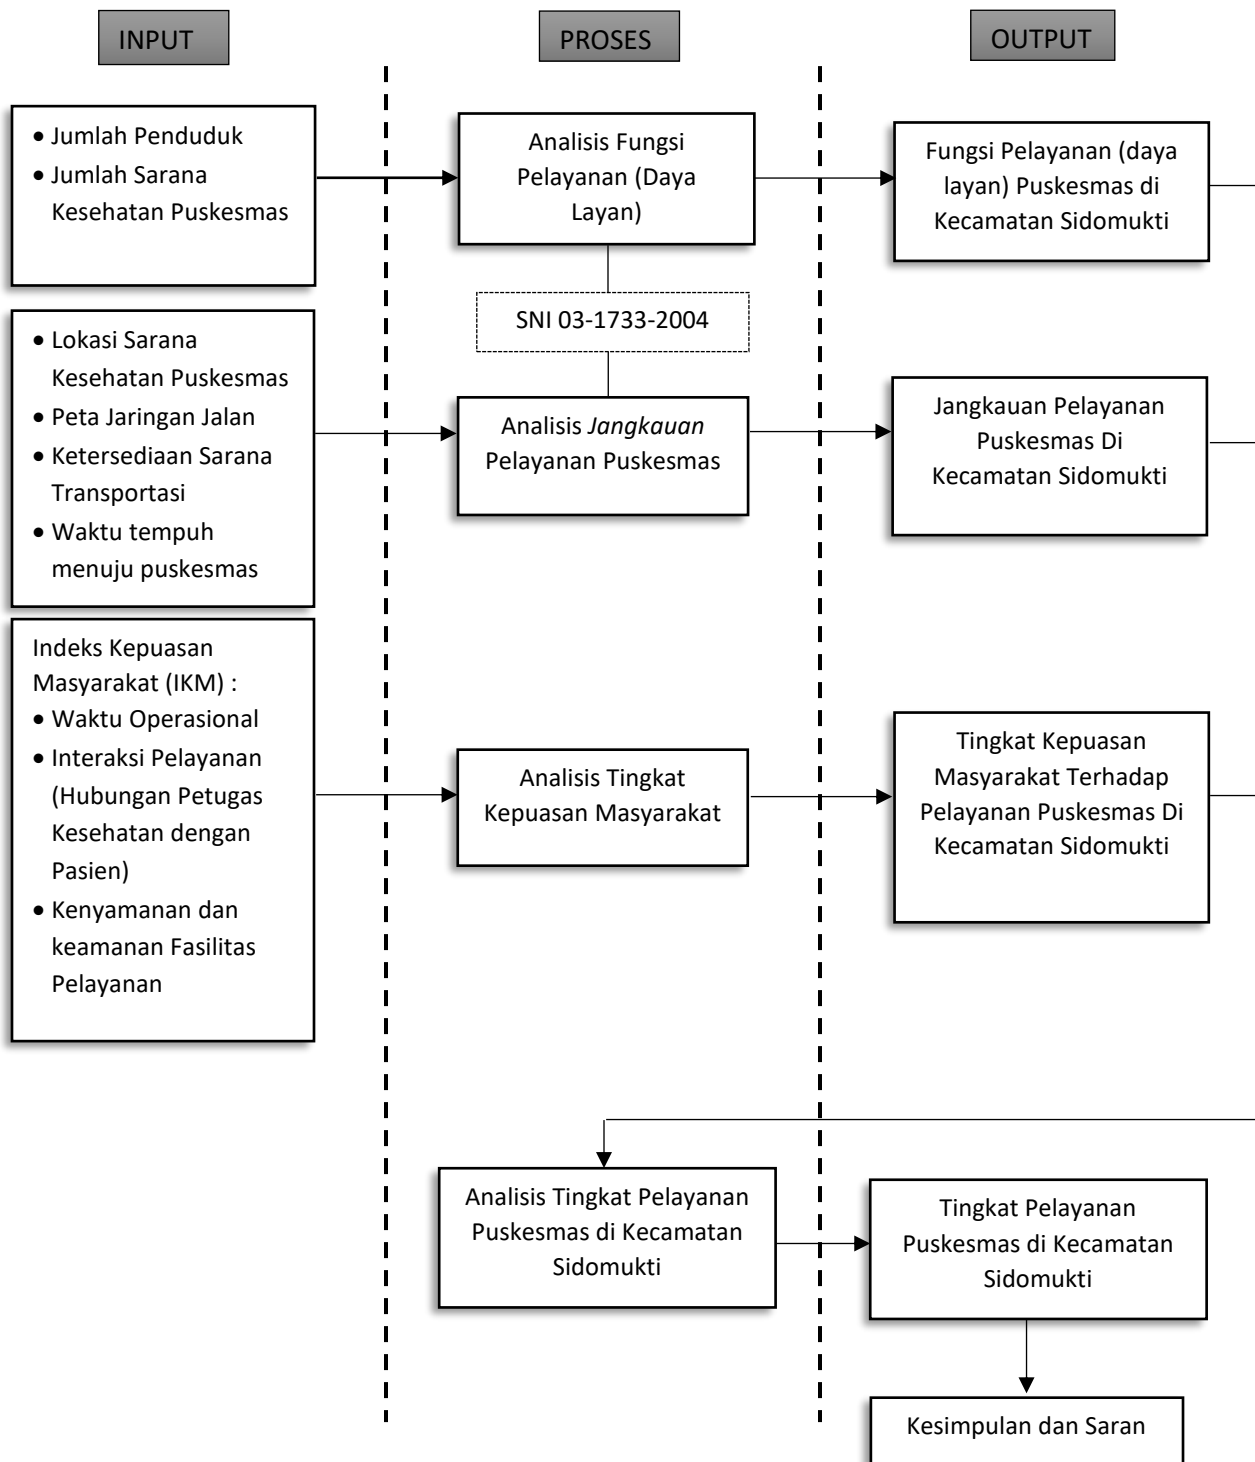 INPUT
PROSES
OUTPUT
• Jumlah Penduduk
• Jumlah Sarana
Kesehatan Puskesmas
Analisis Fungsi
Pelayanan (Daya
Layan)
Fungsi Pelayanan (daya
layan) Puskesmas di
Kecamatan Sidomukti
SNI 03-1733-2004
• Lokasi Sarana
Kesehatan Puskesmas
• Peta Jaringan Jalan
• Ketersediaan Sarana
Transportasi
• Waktu tempuh
menuju puskesmas
Analisis Jangkauan
Pelayanan Puskesmas
Jangkauan Pelayanan
Puskesmas Di
Kecamatan Sidomukti
Indeks Kepuasan
Masyarakat (IKM) :
• Waktu Operasional
• Interaksi Pelayanan
(Hubungan Petugas
Kesehatan dengan
Pasien)
• Kenyamanan dan
keamanan Fasilitas
Pelayanan
Analisis Tingkat
Kepuasan Masyarakat
Tingkat Kepuasan
Masyarakat Terhadap
Pelayanan Puskesmas Di
Kecamatan Sidomukti
Analisis Tingkat Pelayanan
Puskesmas di Kecamatan
Sidomukti
Tingkat Pelayanan
Puskesmas di Kecamatan
Sidomukti
Kesimpulan dan Saran